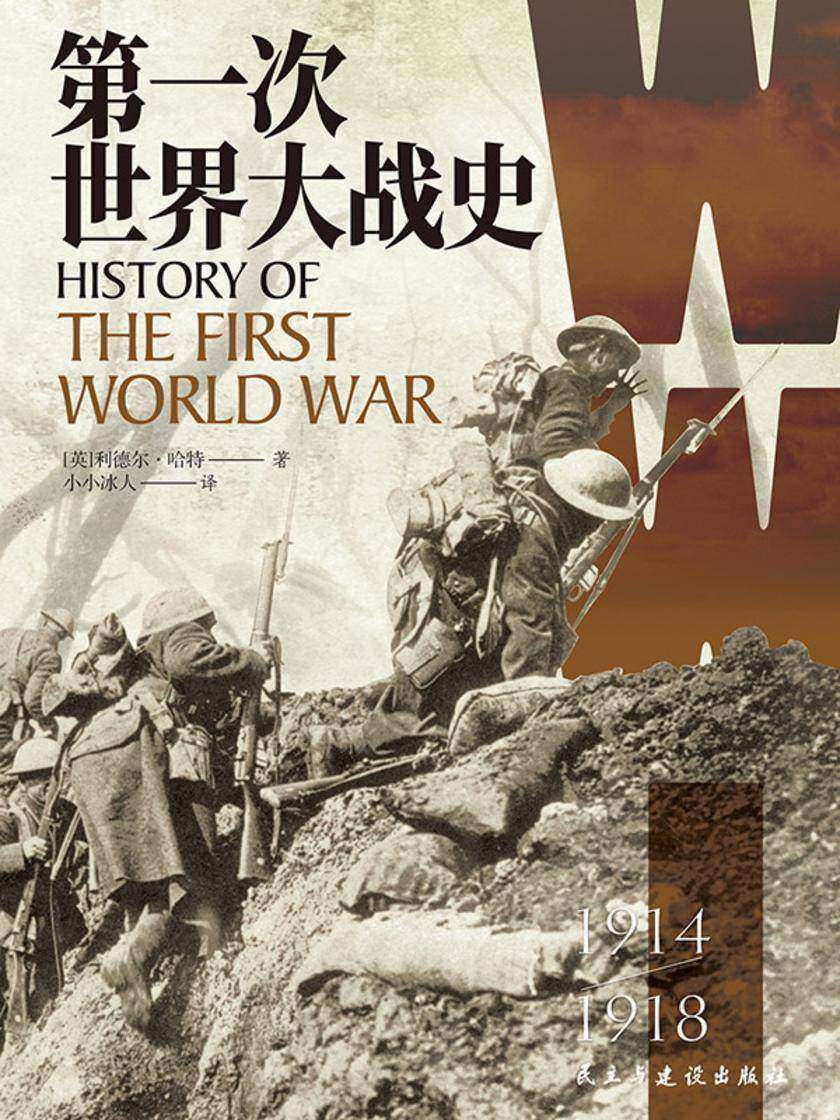 第一次
世界大战史
HISTORY OF
THE FIRST
WORLD WAR
[英]利德尔·哈特——— 著
小小冰人——— 译
1914
1918
民主与建设出版社